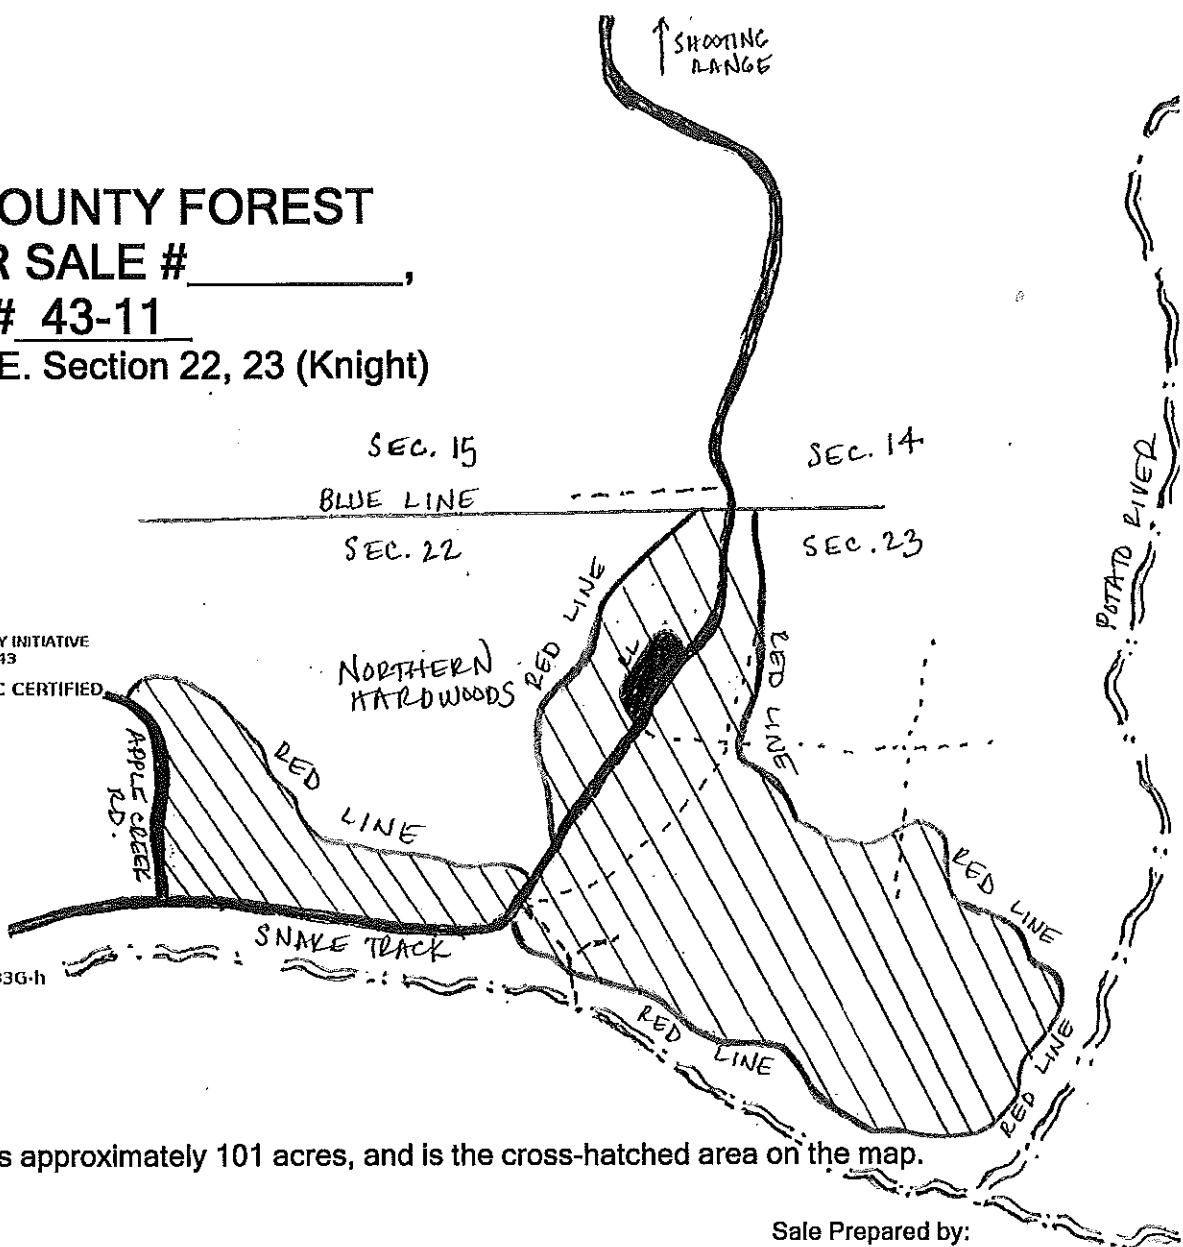 ↑ SHOOTING
RANGE
OUNTY FOREST
R SALE #________,
# 43-11
E. Section 22, 23 (Knight)
SEC. 15
SEC. 14
BLUE LINE
SEC. 22
SEC. 23
POTATO RIVER
RED LINE
Y INITIATIVE
43
C CERTIFIED
NORTHERN
HARDWOODS
LL
RED LINE
APPLE CREEK
RD.
RED
LINE
RED
LINE
SNAKE TRACK
33G-h
RED
LINE
RED LINE
s approximately 101 acres, and is the cross-hatched area on the map.
Sale Prepared by: